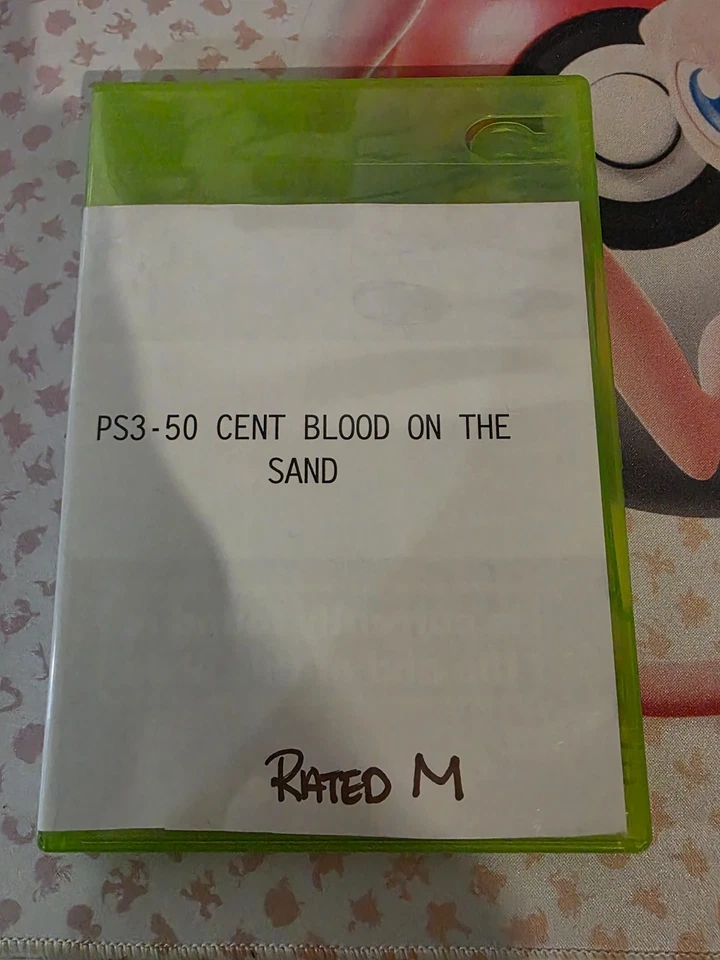 PS3-50 CENT BLOOD ON THE
SAND
RATED M